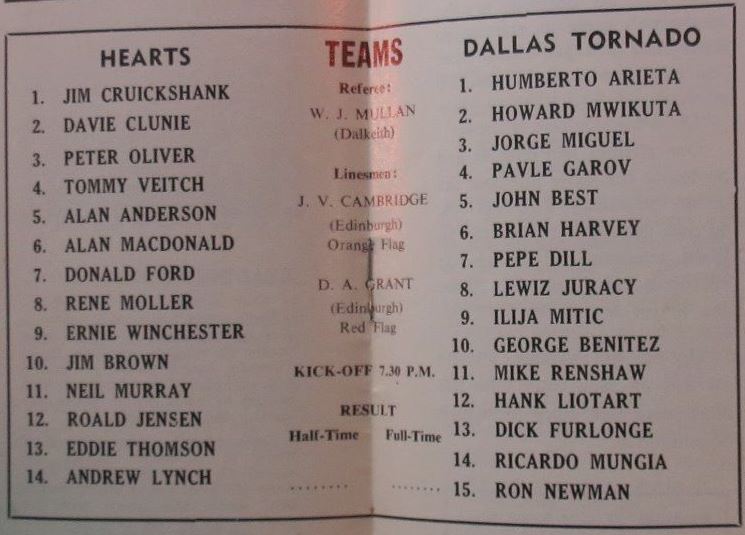 HEARTS
1. JIM CRUICKSHANK
2. DAVIE CLUNIE
3. PETER OLIVER
4. TOMMY VEITCH
5. ALAN ANDERSON
6. ALAN MACDONALD
7. DONALD FORD
8. RENE MOLLER
9. ERNIE WINCHESTER
10. JIM BROWN
11. NEIL MURRAY
12. ROALD JENSEN
13. EDDIE THOMSON
14. ANDREW LYNCH
TEAMS
Referee:
W. J. MULLAN
(Dalkeith)
Linesmen:
J. V. CAMBRIDGE
(Edinburgh)
Orange Flag
D. A. GRANT
(Edinburgh)
Red Flag
KICK-OFF 7.30 P.M.
RESULT
Half-Time Full-Time
........ ........
DALLAS TORNADO
1. HUMBERTO ARIETA
2. HOWARD MWIKUTA
3. JORGE MIGUEL
4. PAVLE GAROV
5. JOHN BEST
6. BRIAN HARVEY
7. PEPE DILL
8. LEWIZ JURACY
9. ILIJA MITIC
10. GEORGE BENITEZ
11. MIKE RENSHAW
12. HANK LIOTART
13. DICK FURLONGE
14. RICARDO MUNGIA
15. RON NEWMAN